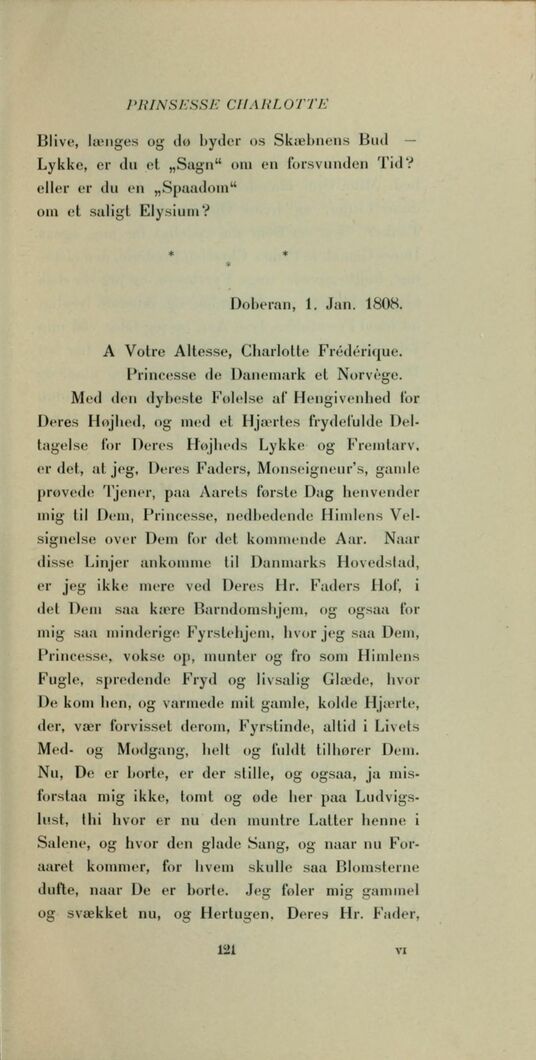 PRINSESSE CHARLOTTE
Blive, længes og dø byder os Skæbnens Bud —
Lykke, er du et „Sagn“ om en forsvunden Tid?
eller er du en „Spaadom“
om et saligt Elysium?
* * *
Doberan, 1. Jan. 1808.
A Votre Altesse, Charlotte Frédérique.
Princesse de Danemark et Norvège.
Med den dybeste Følelse af Hengivenhed for
Deres Højhed, og med et Hjærtes frydefulde Del-
tagelse for Deres Højheds Lykke og Fremtarv,
er det, at jeg, Deres Faders, Monseigneur's, gamle
prøvede Tjener, paa Aarets første Dag henvender
mig til Dem, Princesse, nedbedende Himlens Vel-
signelse over Dem for det kommende Aar. Naar
disse Linjer ankomme til Danmarks Hovedstad,
er jeg ikke mere ved Deres Hr. Faders Hof, i
det Dem saa kære Barndomshjem, og ogsaa for
mig saa minderige Fyrstehjem, hvor jeg saa Dem,
Princesse, vokse op, munter og fro som Himlens
Fugle, spredende Fryd og livsalig Glæde, hvor
De kom hen, og varmede mit gamle, kolde Hjærte,
der, vær forvisset derom, Fyrstinde, altid i Livets
Med- og Modgang, helt og fuldt tilhører Dem.
Nu, De er borte, er der stille, og ogsaa, ja mis-
forstaa mig ikke, tomt og øde her paa Ludvigs-
lust, thi hvor er nu den muntre Latter henne i
Salene, og hvor den glade Sang, og naar nu For-
aaret kommer, for hvem skulle saa Blomsterne
dufte, naar De er borte. Jeg føler mig gammel
og svækket nu, og Hertugen, Deres Hr. Fader,
121 VI